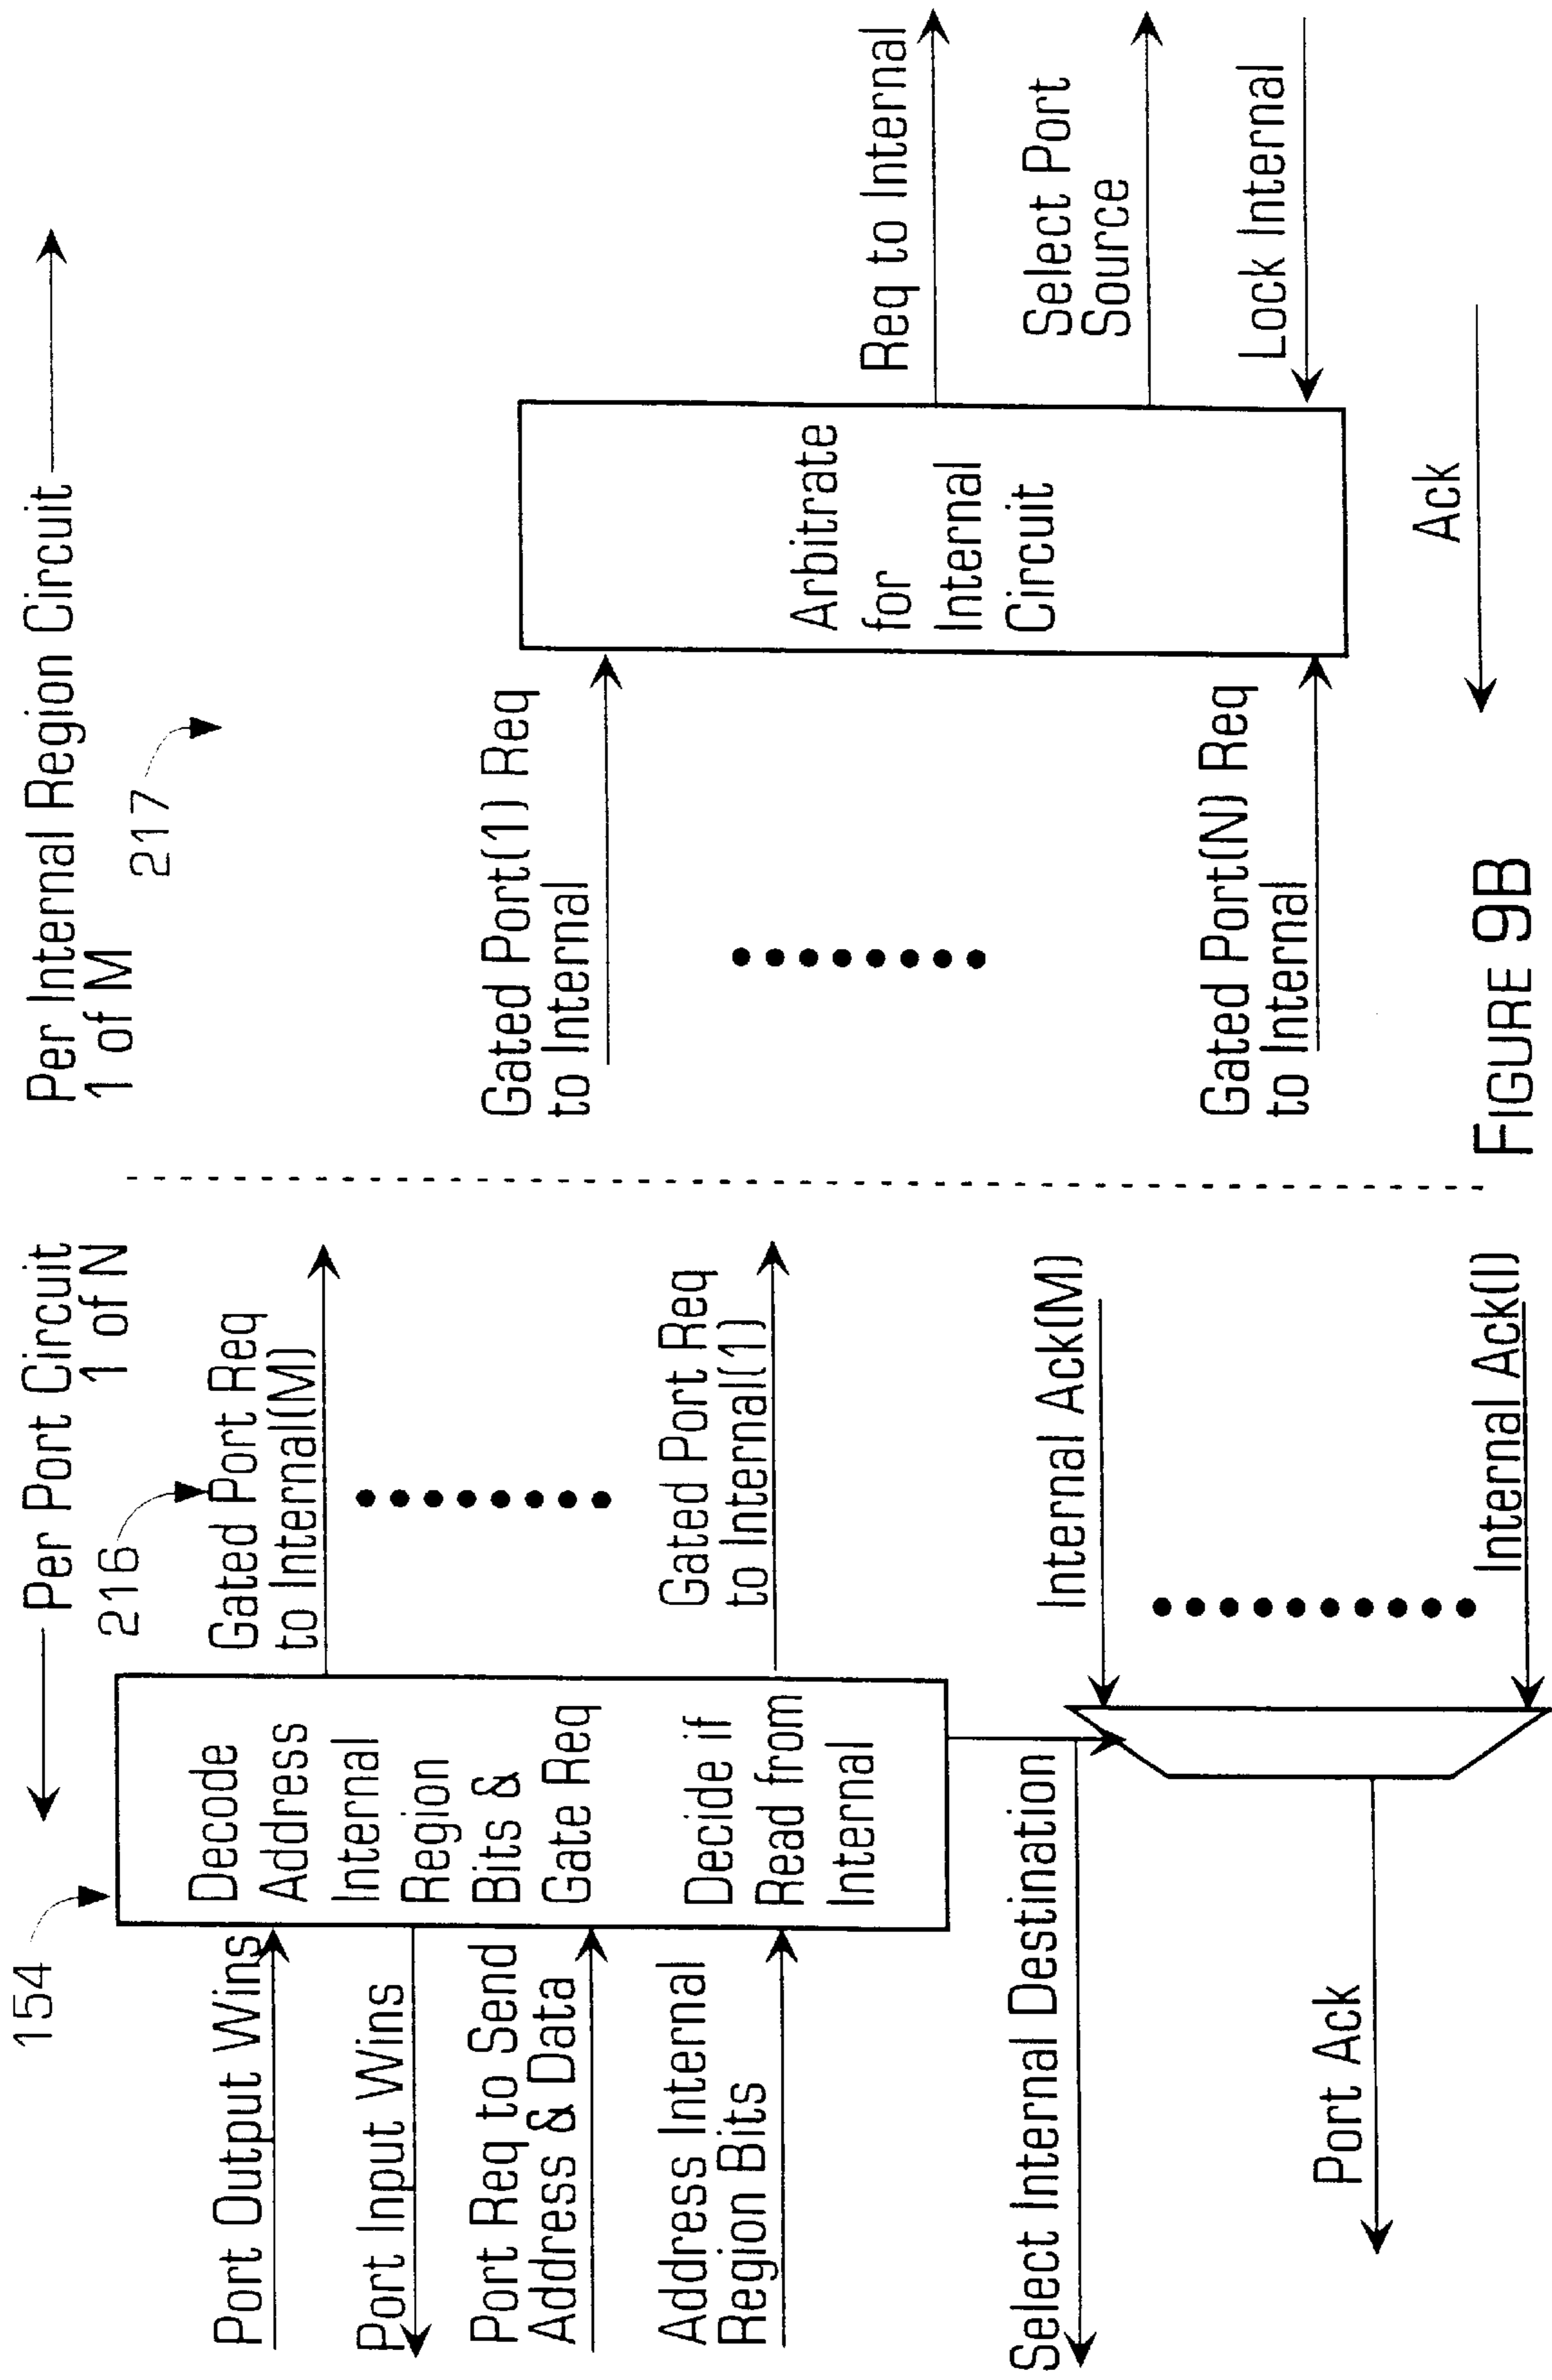 Per Port Circuit
1 of N
Per Internal Region Circuit
1 of M
154
216
217
Port Output Wins
Port Input Wins
Port Req to Send
Address & Data
Address Internal
Region Bits
Select Internal Destination
Port Ack
Decode
Address
Internal
Region
Bits &
Gate Req
Decide if
Read from
Internal
Gated Port Req
to Internal(M)
Gated Port Req
to Internal(1)
Internal Ack(M)
Internal Ack(I)
Gated Port(1) Req
to Internal
Gated Port(N) Req
to Internal
Arbitrate
for
Internal
Circuit
Req to Internal
Select Port
Source
Lock Internal
Ack
FIGURE 9B